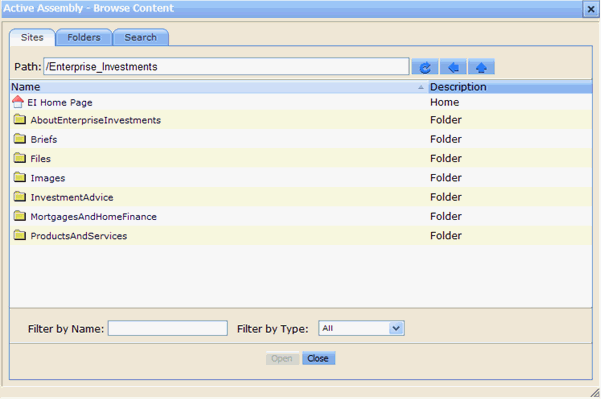 Active Assembly - Browse Content
Sites Folders Search
Path: /Enterprise_Investments
Name Description
EI Home Page Home
AboutEnterpriseInvestments Folder
Briefs Folder
Files Folder
Images Folder
InvestmentAdvice Folder
MortgagesAndHomeFinance Folder
ProductsAndServices Folder
Filter by Name: Filter by Type: All
Open Close